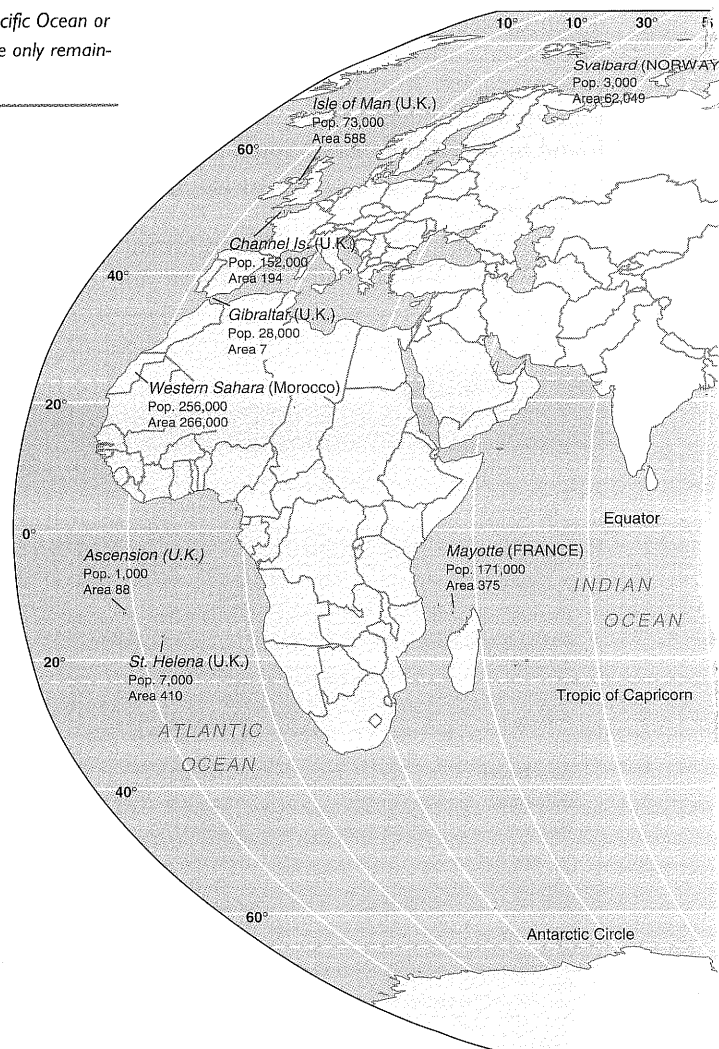 cific Ocean or
e only remain-
10° 10° 30°
Svalbard (NORWAY
Pop. 3,000
Area 62,049
Isle of Man (U.K.)
Pop. 73,000
Area 588
60°
Channel Is. (U.K.)
Pop. 152,000
Area 194
40°
Gibraltar (U.K.)
Pop. 28,000
Area 7
Western Sahara (Morocco)
Pop. 256,000
Area 266,000
20°
Equator
0°
Ascension (U.K.)
Pop. 1,000
Area 88
Mayotte (FRANCE)
Pop. 171,000
Area 375
INDIAN
OCEAN
St. Helena (U.K.)
Pop. 7,000
Area 410
20°
Tropic of Capricorn
ATLANTIC
OCEAN
40°
60°
Antarctic Circle